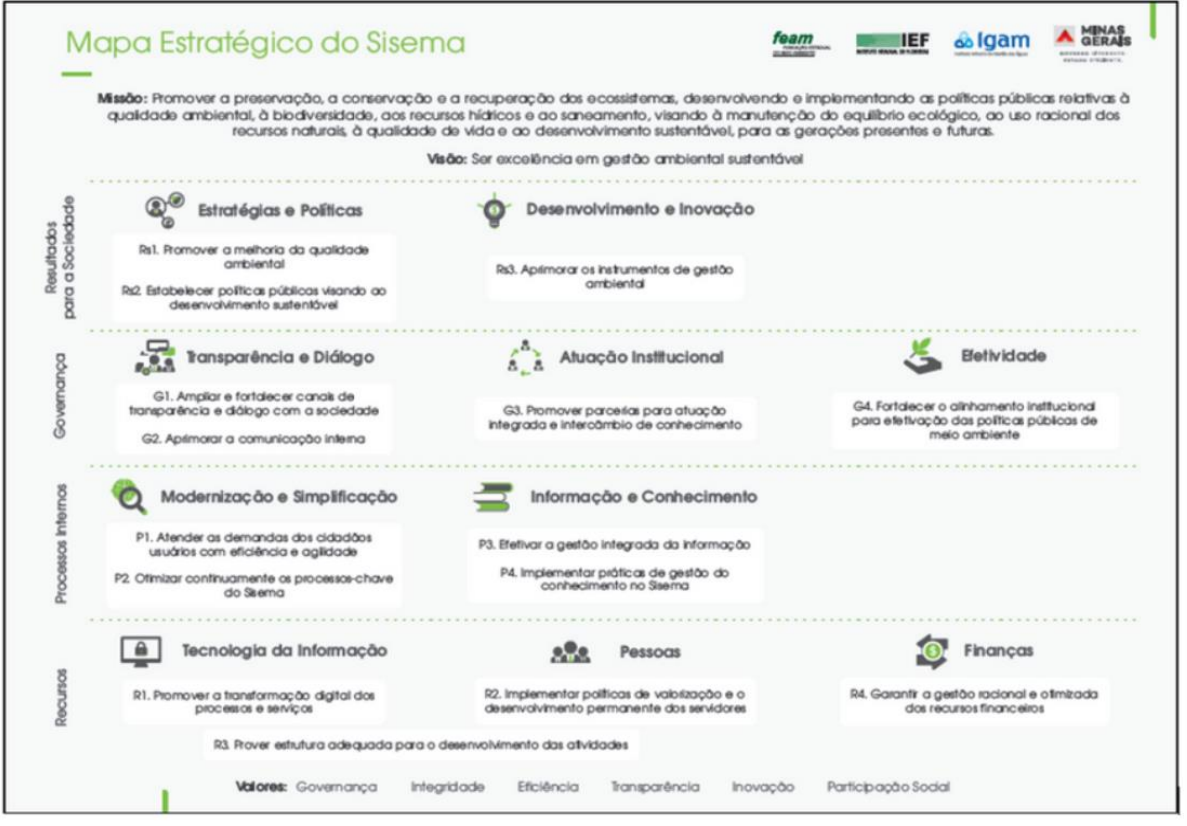 Mapa Estratégico do Sisema
feam
IEF
Igam
MINAS
GERAIS
Missão: Promover a preservação, a conservação e a recuperação dos ecossistemas, desenvolvendo e implementando as políticas públicas relativas à
qualidade ambiental, à biodiversidade, aos recursos hídricos e ao saneamento, visando à manutenção do equilíbrio ecológico, ao uso racional dos
recursos naturais, à qualidade de vida e ao desenvolvimento sustentável, para as gerações presentes e futuras.
Visão: Ser excelência em gestão ambiental sustentável
Resultados
para a Sociedade
Estratégias e Políticas
Rs1. Promover a melhoria da qualidade
ambiental
Rs2. Estabelecer políticas públicas visando ao
desenvolvimento sustentável
Desenvolvimento e Inovação
Rs3. Aprimorar os instrumentos de gestão
ambiental
Governança
Transparência e Diálogo
G1. Ampliar e fortalecer canais de
transparência e diálogo com a sociedade
G2. Aprimorar a comunicação interna
Atuação Institucional
G3. Promover parcerias para atuação
integrada e intercâmbio de conhecimento
Efetividade
G4. Fortalecer o alinhamento institucional
para efetivação das políticas públicas de
meio ambiente
Processos Internos
Modernização e Simplificação
P1. Atender as demandas dos cidadãos
usuários com eficiência e agilidade
P2. Otimizar continuamente os processos-chave
do Sisema
Informação e Conhecimento
P3. Efetivar a gestão integrada da informação
P4. Implementar práticas de gestão do
conhecimento no Sisema
Recursos
Tecnologia da Informação
R1. Promover a transformação digital dos
processos e serviços
Pessoas
R2. Implementar políticas de valorização e o
desenvolvimento permanente dos servidores
Finanças
R4. Garantir a gestão racional e otimizada
dos recursos financeiros
R3. Prover estrutura adequada para o desenvolvimento das atividades
Valores: Governança Integridade Eficiência Transparência Inovação Participação Social